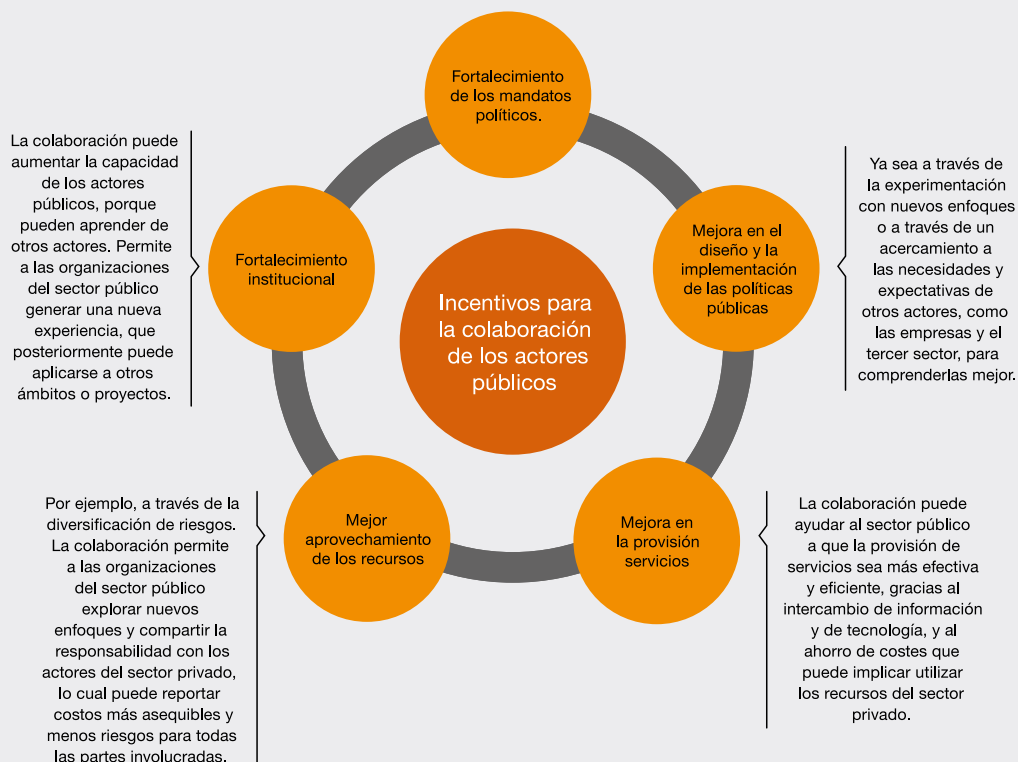 Fortalecimiento
de los mandatos
políticos.
La colaboración puede
aumentar la capacidad
de los actores
públicos, porque
pueden aprender de
otros actores. Permite
a las organizaciones
del sector público
generar una nueva
experiencia, que
posteriormente puede
aplicarse a otros
ámbitos o proyectos.
Fortalecimiento
institucional
Incentivos para
la colaboración
de los actores
públicos
Mejora en el
diseño y la
implementación
de las políticas
públicas
Ya sea a través de
la experimentación
con nuevos enfoques
o a través de un
acercamiento a
las necesidades y
expectativas de
otros actores, como
las empresas y el
tercer sector, para
comprenderlas mejor.
Por ejemplo, a través de la
diversificación de riesgos.
La colaboración permite
a las organizaciones
del sector público
explorar nuevos
enfoques y compartir la
responsabilidad con los
actores del sector privado,
lo cual puede reportar
costos más asequibles y
menos riesgos para todas
las partes involucradas.
Mejor
aprovechamiento
de los recursos
Mejora en
la provisión
servicios
La colaboración puede
ayudar al sector público
a que la provisión de
servicios sea más efectiva
y eficiente, gracias al
intercambio de información
y de tecnología, y al
ahorro de costes que
puede implicar utilizar
los recursos del sector
privado.